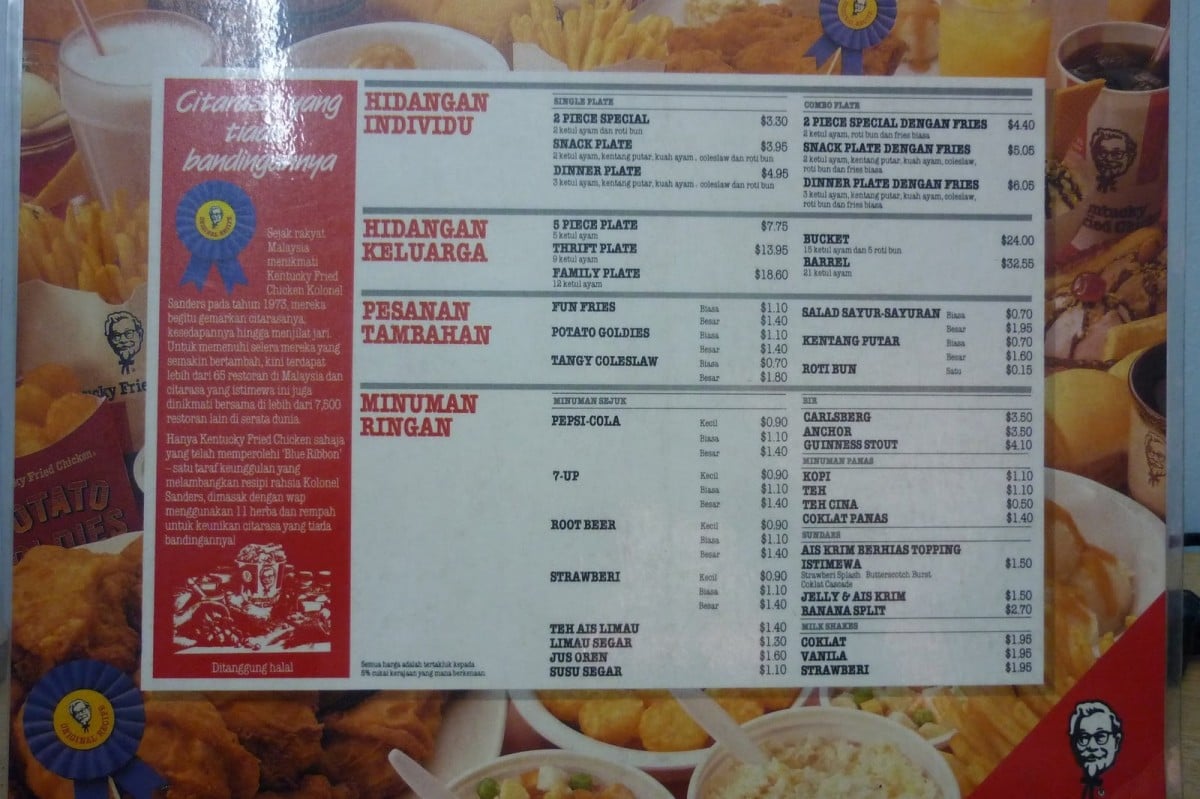 Citarasa yang
tiada
bandingannya
ORIGINAL RECIPE
Sejak rakyat
Malaysia
menikmati
Kentucky Fried
Chicken Kolonel
Sanders pada tahun 1973, mereka
begitu gemarkan citarasanya,
kesedapannya hingga menjilat jari.
Untuk memenuhi selera mereka yang
semakin bertambah, kini terdapat
lebih dari 65 restoran di Malaysia dan
citarasa yang istimewa ini juga
dinikmati bersama di lebih dari 7,500
restoran lain di serata dunia.
Hanya Kentucky Fried Chicken sahaja
yang telah memperolehi 'Blue Ribbon'
– satu taraf keunggulan yang
melambangkan resipi rahsia Kolonel
Sanders, dimasak dengan wap
menggunakan 11 herba dan rempah
untuk keunikan citarasa yang tiada
bandingannya!
Ditanggung halal
HIDANGAN
INDIVIDU
SINGLE PLATE
2 PIECE SPECIAL $3.30
2 ketul ayam dan roti bun
SNACK PLATE $3.95
2 ketul ayam, kentang putar, kuah ayam, coleslaw dan roti bun
DINNER PLATE $4.95
3 ketul ayam, kentang putar, kuah ayam, coleslaw dan roti bun
COMBO PLATE
2 PIECE SPECIAL DENGAN FRIES $4.40
2 ketul ayam, roti bun dan fries biasa
SNACK PLATE DENGAN FRIES $5.05
2 ketul ayam, kentang putar, kuah ayam, coleslaw,
roti bun dan fries biasa
DINNER PLATE DENGAN FRIES $6.05
3 ketul ayam, kentang putar, kuah ayam, coleslaw,
roti bun dan fries biasa
HIDANGAN
KELUARGA
5 PIECE PLATE $7.75
5 ketul ayam
THRIFT PLATE $13.95
9 ketul ayam
FAMILY PLATE $18.60
12 ketul ayam
BUCKET $24.00
15 ketul ayam dan 5 roti bun
BARREL $32.55
21 ketul ayam
PESANAN
TAMBAHAN
FUN FRIES Biasa $1.10
Besar $1.40
POTATO GOLDIES Biasa $1.10
Besar $1.40
TANGY COLESLAW Biasa $0.70
Besar $1.80
SALAD SAYUR-SAYURAN Biasa $0.70
Besar $1.95
KENTANG PUTAR Biasa $0.70
Besar $1.60
ROTI BUN Satu $0.15
MINUMAN
RINGAN
MINUMAN SEJUK
PEPSI-COLA Kecil $0.90
Biasa $1.10
Besar $1.40
7-UP Kecil $0.90
Biasa $1.10
Besar $1.40
ROOT BEER Kecil $0.90
Biasa $1.10
Besar $1.40
STRAWBERI Kecil $0.90
Biasa $1.10
Besar $1.40
TEH AIS LIMAU $1.40
LIMAU SEGAR $1.30
JUS OREN $1.60
SUSU SEGAR $1.10
BIR
CARLSBERG $3.50
ANCHOR $3.50
GUINNESS STOUT $4.10
MINUMAN PANAS
KOPI $1.10
TEH $1.10
TEH CINA $0.50
COKLAT PANAS $1.40
SUNDAES
AIS KRIM BERHIAS TOPPING
ISTIMEWA $1.50
Strawberi Splash Butterscotch Burst
Coklat Cascade
JELLY & AIS KRIM $1.50
BANANA SPLIT $2.70
MILK SHAKES
COKLAT $1.95
VANILA $1.95
STRAWBERI $1.95
Semua harga adalah tertakluk kepada
5% cukai kerajaan yang mana berkenaan
ucky Frie
ky Fried Chicken
OTATO
DIES
ntucky
ried Chi
ORIGINAL RECIPE